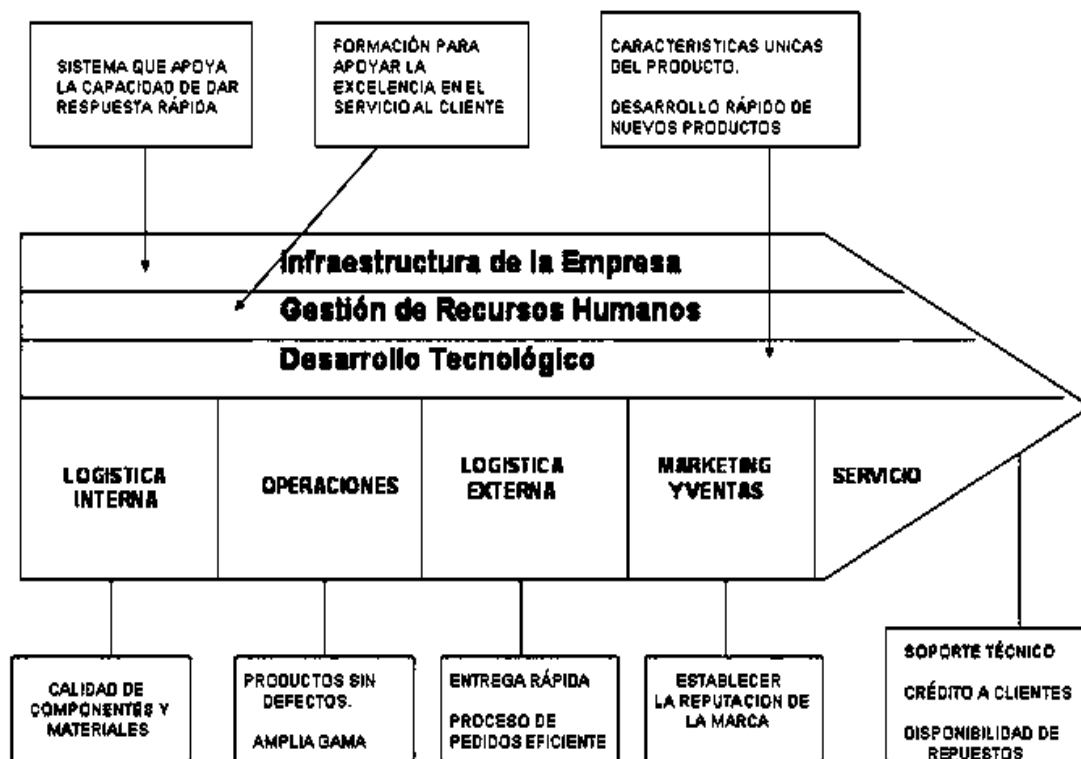 SISTEMA QUE APOYA
LA CAPACIDAD DE DAR
RESPUESTA RÁPIDA
FORMACIÓN PARA
APOYAR LA
EXCELENCIA EN EL
SERVICIO AL CLIENTE
CARACTERISTICAS UNICAS
DEL PRODUCTO.
DESARROLLO RÁPIDO DE
NUEVOS PRODUCTOS
Infraestructura de la Empresa
Gestión de Recursos Humanos
Desarrollo Tecnológico
LOGISTICA
INTERNA
OPERACIONES
LOGISTICA
EXTERNA
MARKETING
YVENTAS
SERVICIO
CALIDAD DE
COMPONENTES Y
MATERIALES
PRODUCTOS SIN
DEFECTOS.
AMPLIA GAMA
ENTREGA RÁPIDA
PROCESO DE
PEDIDOS EFICIENTE
ESTABLECER
LA REPUTACION DE
LA MARCA
SOPORTE TÉCNICO
CRÉDITO A CLIENTES
DISPONIBILIDAD DE
REPUESTOS